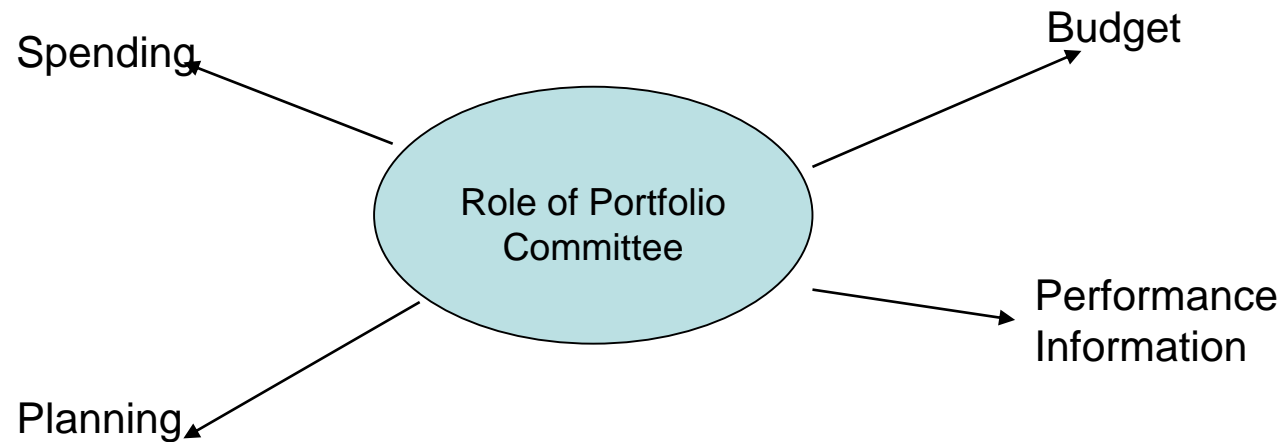 Spending
Budget
Role of Portfolio
Committee
Performance
Information
Planning